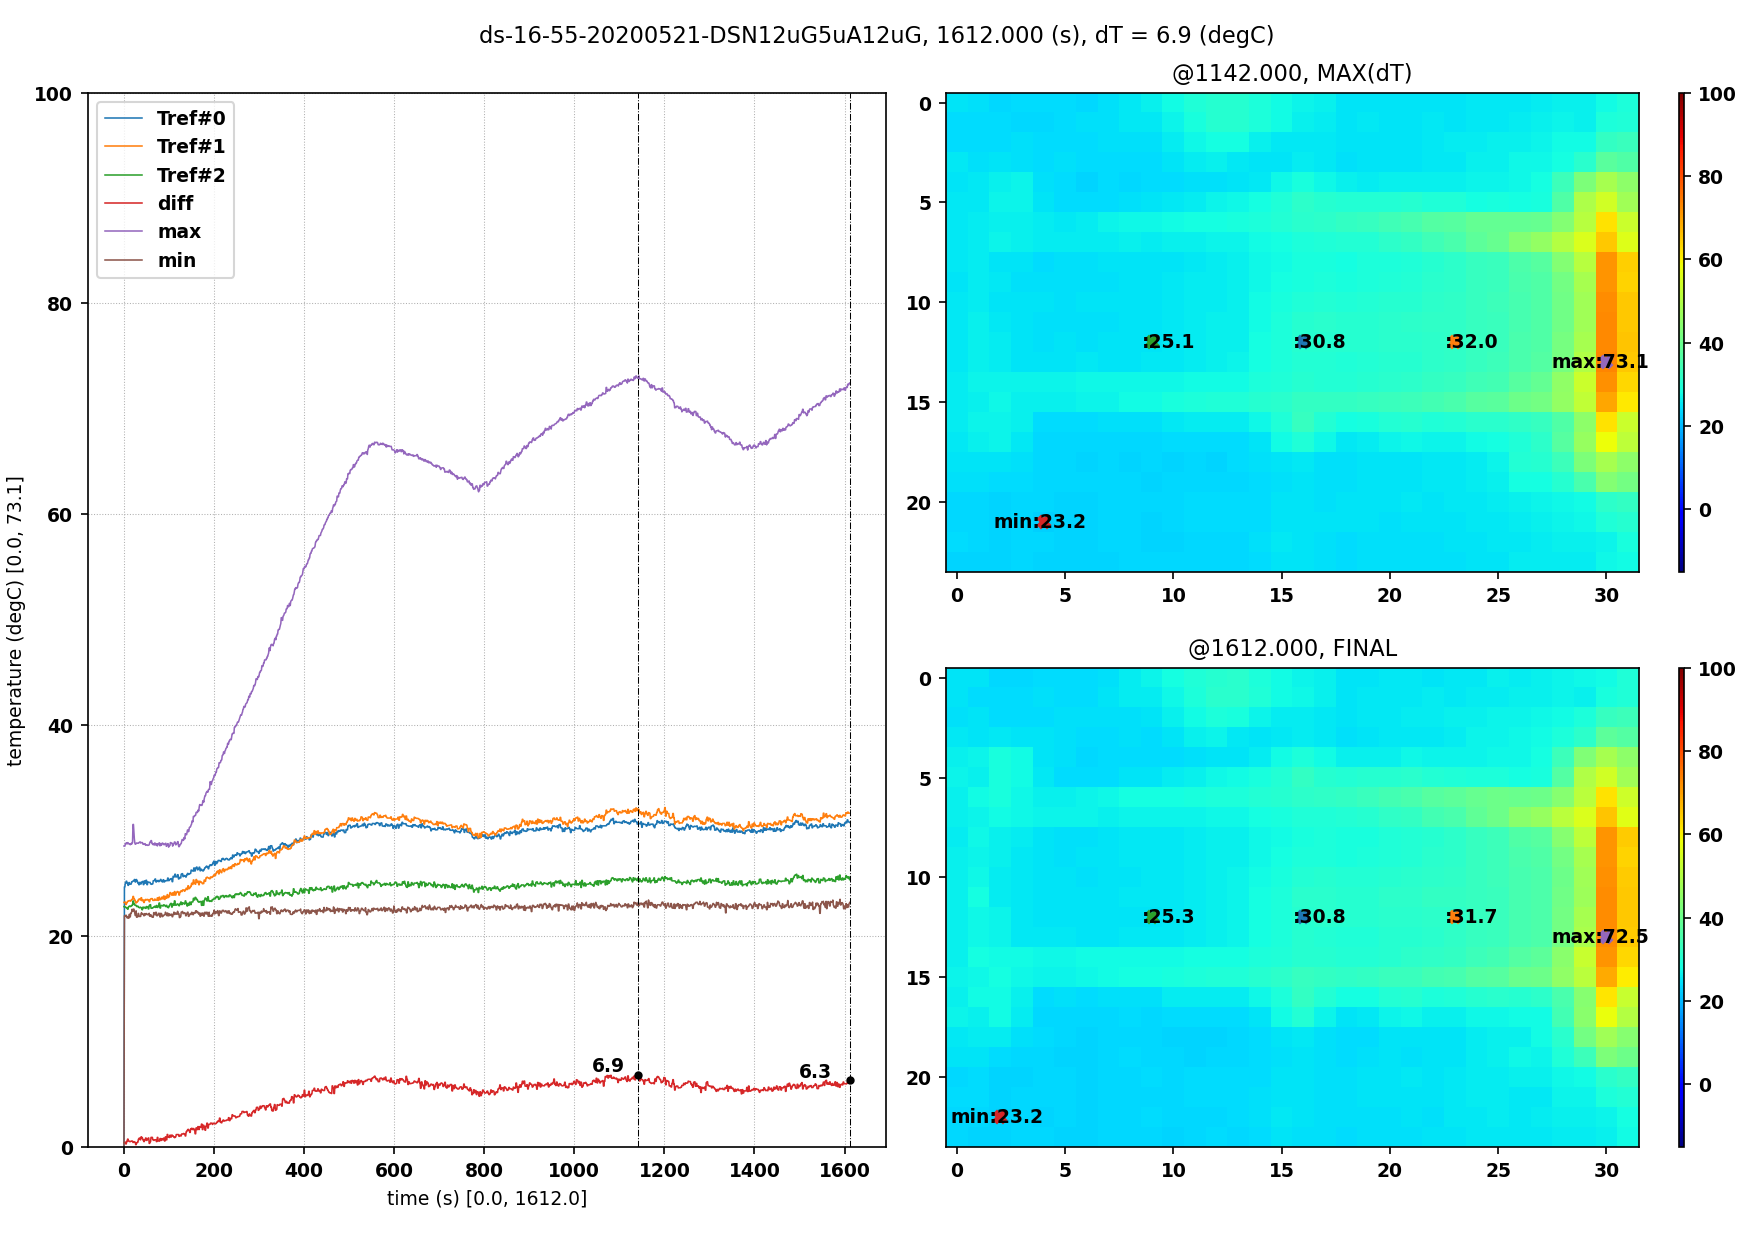 ds-16-55-20200521-DSN12uG5uA12uG, 1612.000 (s), dT = 6.9 (degC)
temperature (degC) [0.0, 73.1]
100
80
60
40
20
0
Tref#0
Tref#1
Tref#2
diff
max
min
6.9
6.3
0 200 400 600 800 1000 1200 1400 1600
time (s) [0.0, 1612.0]
@1142.000, MAX(dT)
0
5
10
15
20
:25.1 :30.8 :32.0
max:73.1
min:23.2
0 5 10 15 20 25 30
100
80
60
40
20
0
@1612.000, FINAL
0
5
10
15
20
:25.3 :30.8 :31.7
max:72.5
min:23.2
0 5 10 15 20 25 30
100
80
60
40
20
0